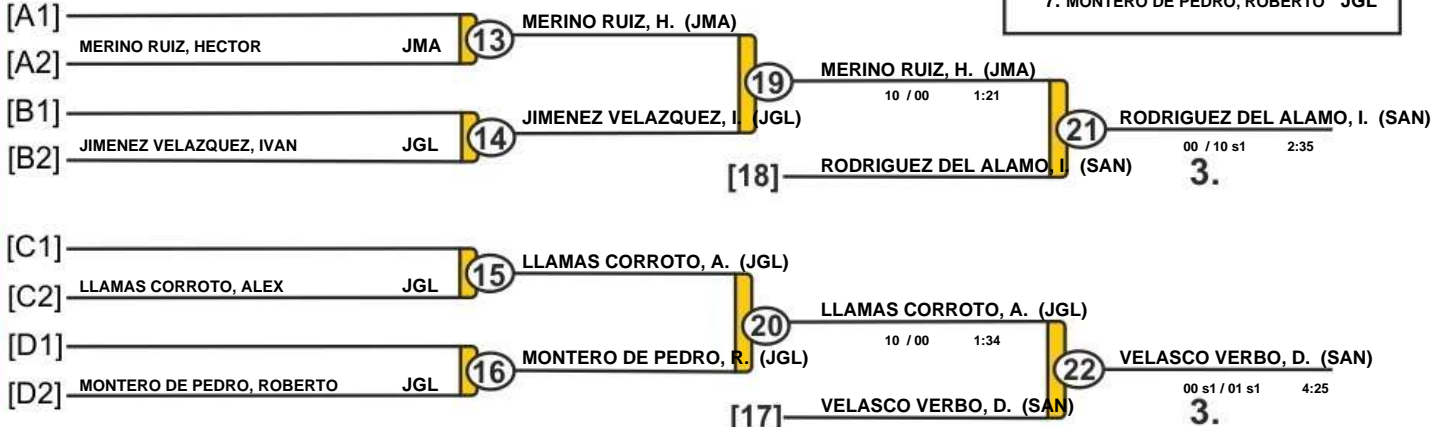 7. MONTERO DE PEDRO, ROBERTO JGL
[A1]
MERINO RUIZ, HECTOR JMA
[A2]
13
MERINO RUIZ, H. (JMA)
[B1]
JIMENEZ VELAZQUEZ, IVAN JGL
[B2]
14
JIMENEZ VELAZQUEZ, I. (JGL)
19
MERINO RUIZ, H. (JMA)
10 / 00 1:21
[18]
RODRIGUEZ DEL ALAMO, I. (SAN)
21
RODRIGUEZ DEL ALAMO, I. (SAN)
00 / 10 s1 2:35
3.
[C1]
LLAMAS CORROTO, ALEX JGL
[C2]
15
LLAMAS CORROTO, A. (JGL)
[D1]
MONTERO DE PEDRO, ROBERTO JGL
[D2]
16
MONTERO DE PEDRO, R. (JGL)
20
LLAMAS CORROTO, A. (JGL)
10 / 00 1:34
[17]
VELASCO VERBO, D. (SAN)
22
VELASCO VERBO, D. (SAN)
00 s1 / 01 s1 4:25
3.